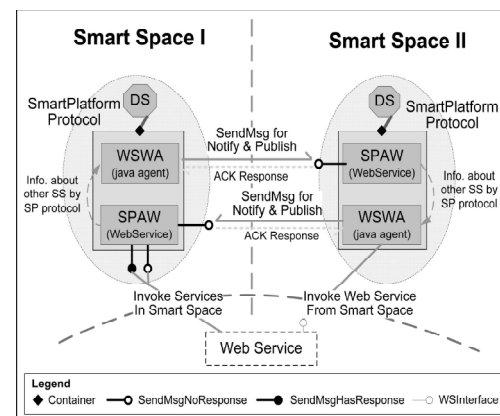 Smart Space I
Smart Space II
DS
SmartPlatform
Protocol
DS
SmartPlatform
Protocol
SendMsg for
Notify & Publish
WSWA
(java agent)
SPAW
(WebService)
ACK Response
Info. about
other SS by
SP protocol
Info. about
other SS by
SP protocol
SendMsg for
Notify & Publish
SPAW
(WebService)
WSWA
(java agent)
ACK Response
Invoke Services
In Smart Space
Invoke Web Service
From Smart Space
Web Service
Legend
Container
SendMsgNoResponse
SendMsgHasResponse
WSInterface